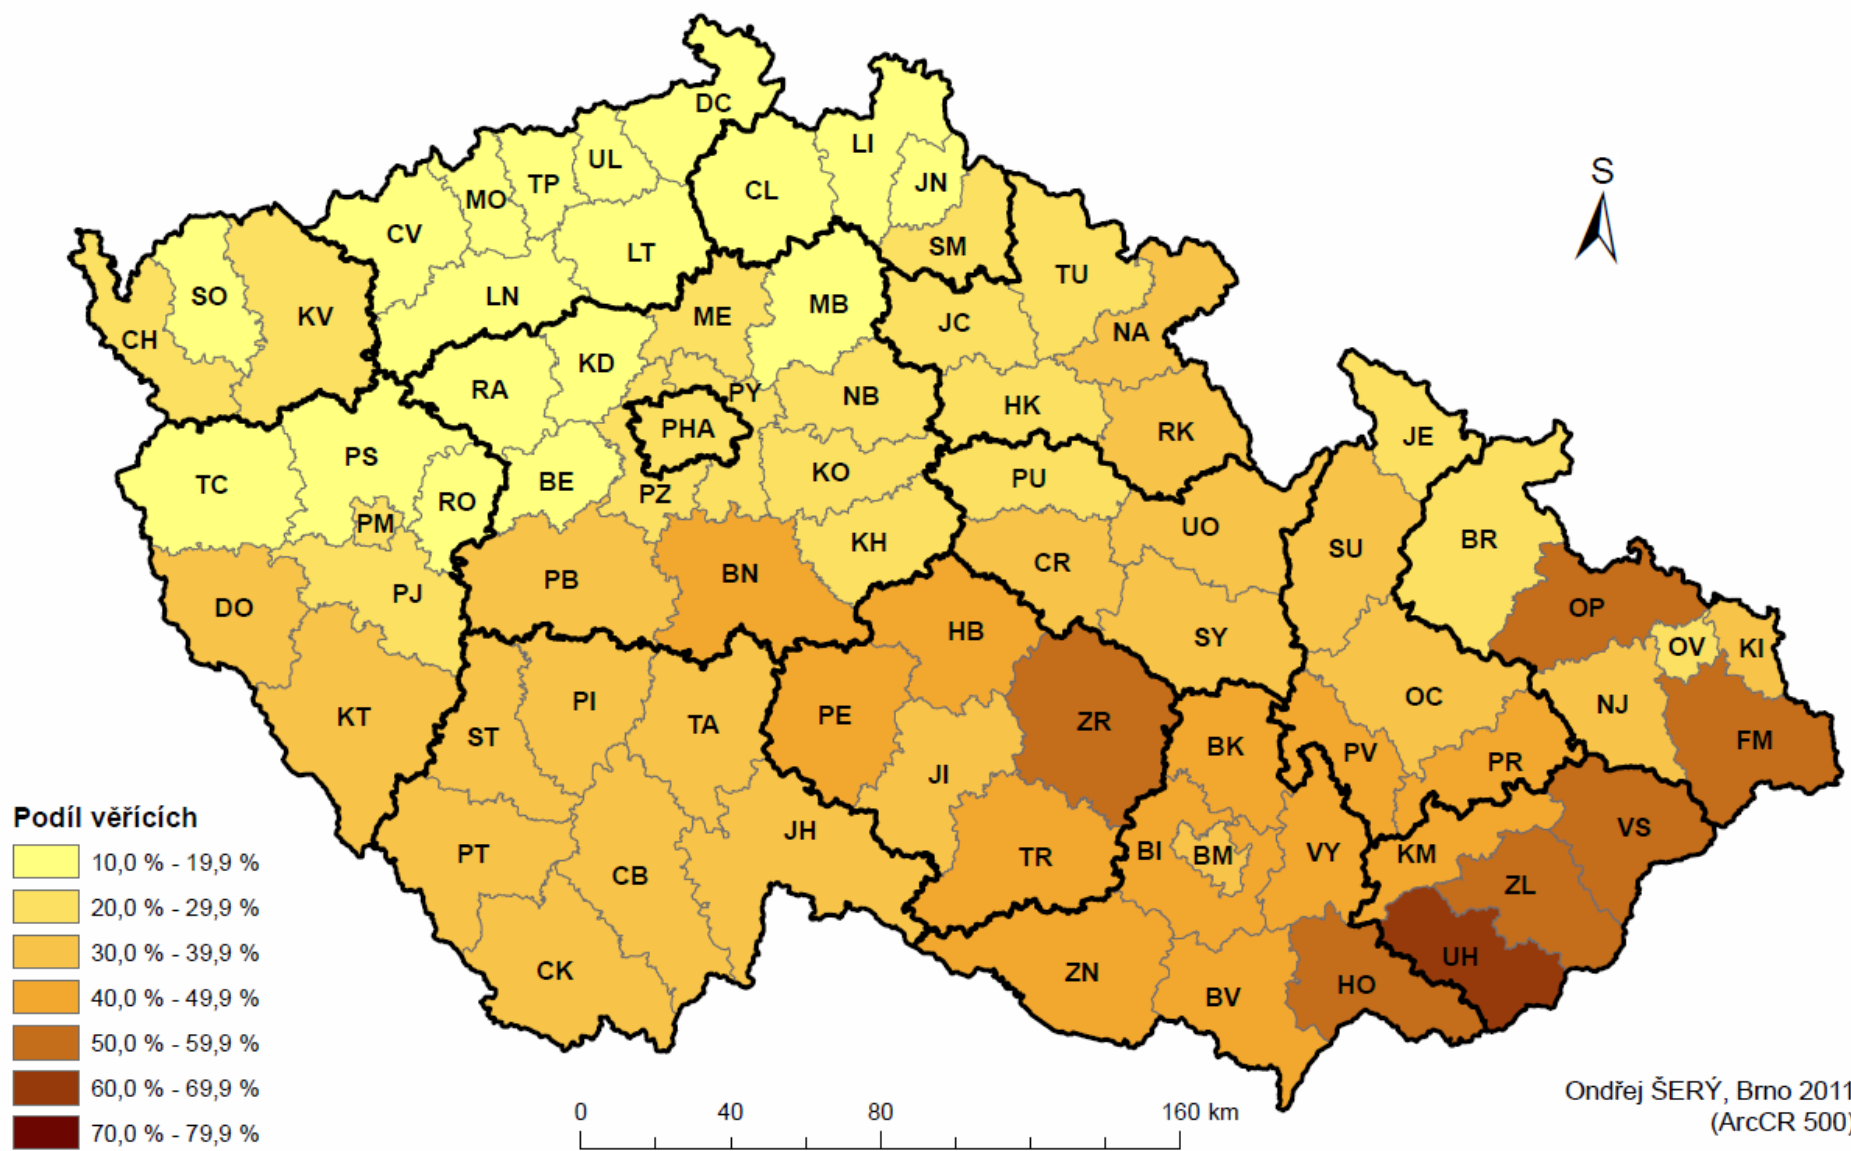 DC
LI
UL
TP
JN
CL
MO
S
CV
SM
LT
TU
SO
LN
MB
KV
ME
JC
NA
CH
KD
RA
PY
NB
HK
PHA
RK
JE
PS
KO
PU
TC
BE
PZ
RO
PM
UO
BR
KH
SU
CR
PB
BN
PJ
DO
OP
HB
SY
OV
KI
OC
PI
NJ
KT
PE
ZR
TA
ST
BK
FM
PV
PR
JI
Podíl věřících
VS
JH
10,0 % - 19,9 %
PT
TR
BI
BM
VY
KM
CB
ZL
20,0 % - 29,9 %
30,0 % - 39,9 %
UH
CK
ZN
HO
BV
40,0 % - 49,9 %
50,0 % - 59,9 %
60,0 % - 69,9 %
70,0 % - 79,9 %
0 40 80 160 km
Ondřej ŠERÝ, Brno 2011
(ArcCR 500)